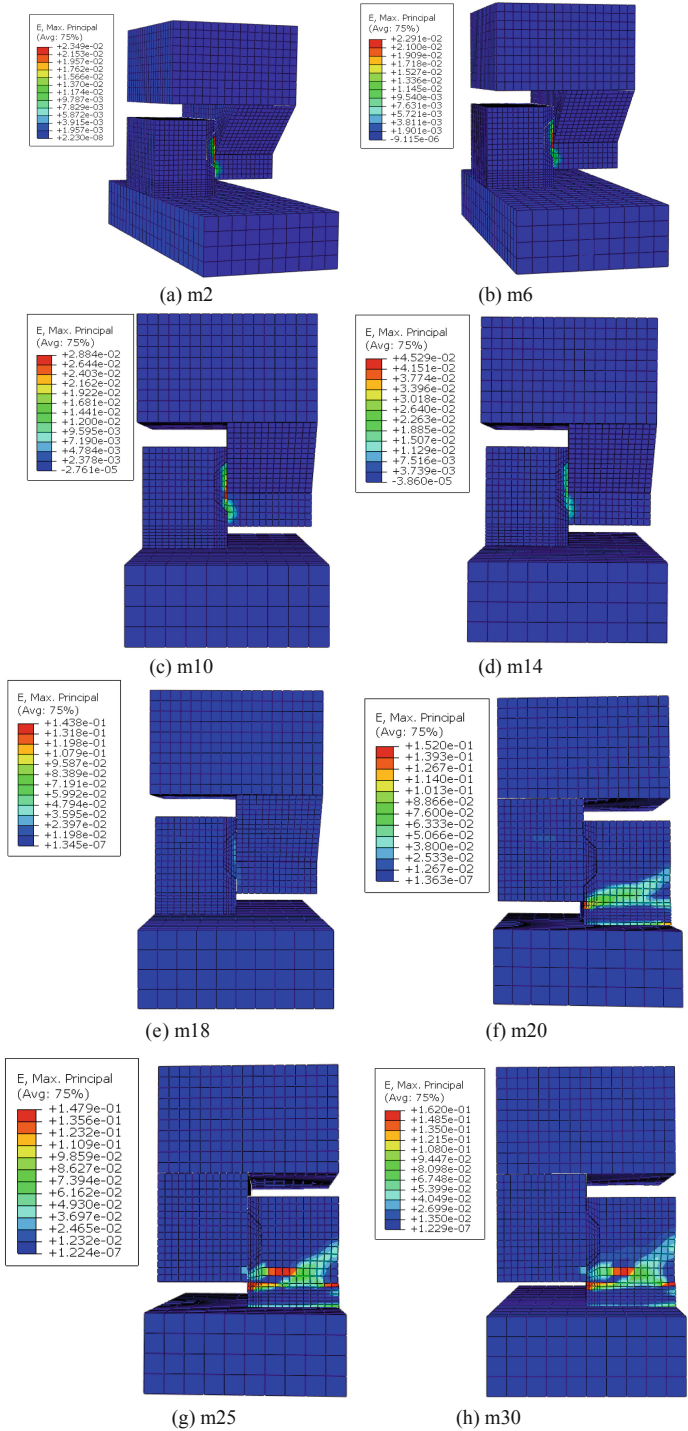 E, Max. Principal
(Avg: 75%)
+2.349e-02
+2.153e-02
+1.957e-02
+1.762e-02
+1.566e-02
+1.370e-02
+1.174e-02
+9.787e-03
+7.829e-03
+5.872e-03
+3.915e-03
+1.957e-03
+2.230e-08
(a) m2
E, Max. Principal
(Avg: 75%)
+2.291e-02
+2.100e-02
+1.909e-02
+1.718e-02
+1.527e-02
+1.336e-02
+1.145e-02
+9.540e-03
+7.631e-03
+5.721e-03
+3.811e-03
+1.901e-03
-9.115e-06
(b) m6
E, Max. Principal
(Avg: 75%)
+2.884e-02
+2.644e-02
+2.403e-02
+2.162e-02
+1.922e-02
+1.681e-02
+1.441e-02
+1.200e-02
+9.595e-03
+7.190e-03
+4.784e-03
+2.378e-03
-2.761e-05
(c) m10
E, Max. Principal
(Avg: 75%)
+4.529e-02
+4.151e-02
+3.774e-02
+3.396e-02
+3.018e-02
+2.640e-02
+2.263e-02
+1.885e-02
+1.507e-02
+1.129e-02
+7.516e-03
+3.739e-03
-3.860e-05
(d) m14
E, Max. Principal
(Avg: 75%)
+1.438e-01
+1.318e-01
+1.198e-01
+1.079e-01
+9.587e-02
+8.389e-02
+7.191e-02
+5.992e-02
+4.794e-02
+3.595e-02
+2.397e-02
+1.198e-02
+1.345e-07
(e) m18
E, Max. Principal
(Avg: 75%)
+1.520e-01
+1.393e-01
+1.267e-01
+1.140e-01
+1.013e-01
+8.866e-02
+7.600e-02
+6.333e-02
+5.066e-02
+3.800e-02
+2.533e-02
+1.267e-02
+1.363e-07
(f) m20
E, Max. Principal
(Avg: 75%)
+1.479e-01
+1.356e-01
+1.232e-01
+1.109e-01
+9.859e-02
+8.627e-02
+7.394e-02
+6.162e-02
+4.930e-02
+3.697e-02
+2.465e-02
+1.232e-02
+1.224e-07
(g) m25
E, Max. Principal
(Avg: 75%)
+1.620e-01
+1.485e-01
+1.350e-01
+1.215e-01
+1.080e-01
+9.447e-02
+8.098e-02
+6.748e-02
+5.399e-02
+4.049e-02
+2.699e-02
+1.350e-02
+1.229e-07
(h) m30